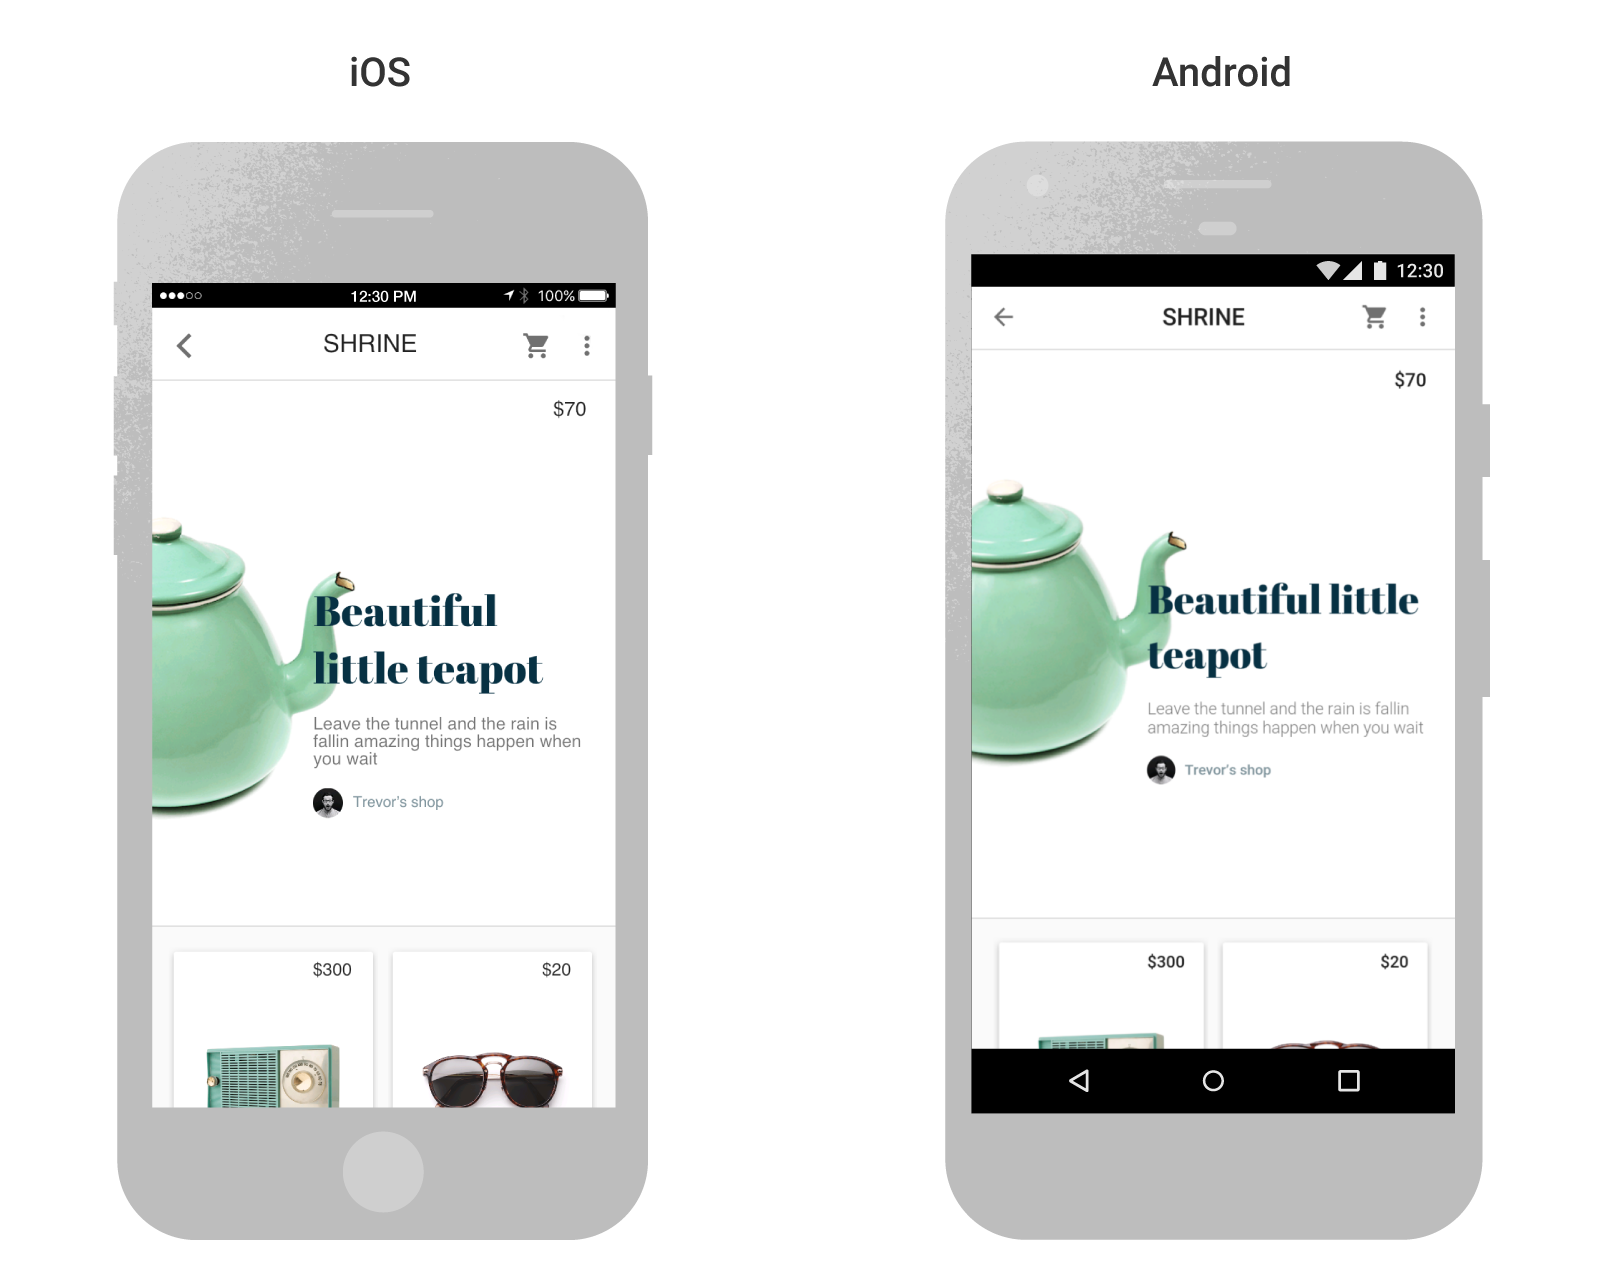 iOS
12:30 PM
100%
SHRINE
$70
Beautiful
little teapot
Leave the tunnel and the rain is
fallin amazing things happen when
you wait
Trevor's shop
$300
$20
Android
12:30
SHRINE
$70
Beautiful little
teapot
Leave the tunnel and the rain is fallin
amazing things happen when you wait
Trevor's shop
$300
$20